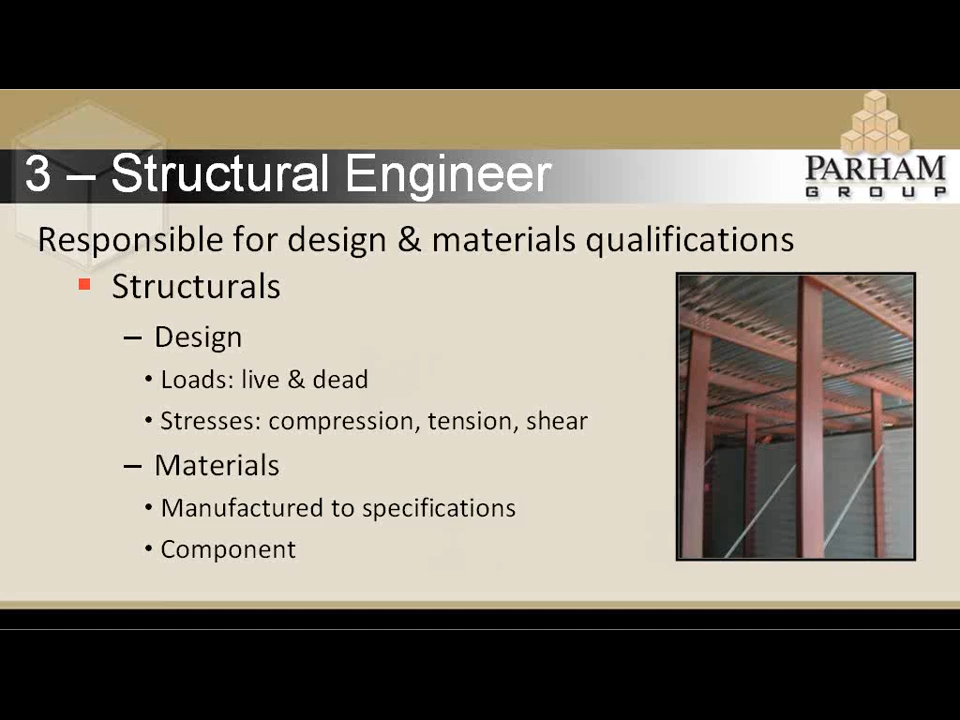 3 – Structural Engineer
PARHAM
GROUP
Responsible for design & materials qualifications
▪ Structurals
– Design
• Loads: live & dead
• Stresses: compression, tension, shear
– Materials
• Manufactured to specifications
• Component